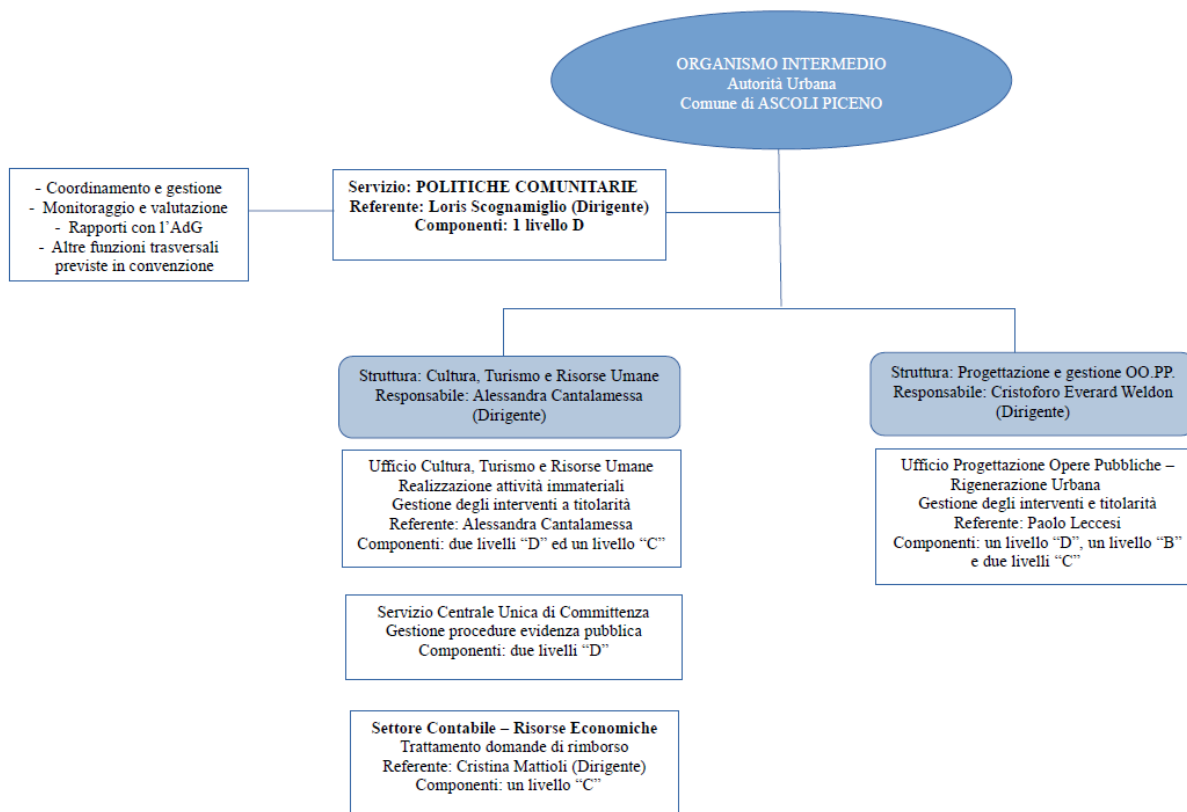 ORGANISMO INTERMEDIO
Autorità Urbana
Comune di ASCOLI PICENO
- Coordinamento e gestione
- Monitoraggio e valutazione
- Rapporti con l'AdG
- Altre funzioni trasversali
previste in convenzione
Servizio: POLITICHE COMUNITARIE
Referente: Loris Scognamiglio (Dirigente)
Componenti: 1 livello D
Struttura: Cultura, Turismo e Risorse Umane
Responsabile: Alessandra Cantalamessa
(Dirigente)
Struttura: Progettazione e gestione OO.PP.
Responsabile: Cristoforo Everard Weldon
(Dirigente)
Ufficio Cultura, Turismo e Risorse Umane
Realizzazione attività immateriali
Gestione degli interventi a titolarità
Referente: Alessandra Cantalamessa
Componenti: due livelli “D” ed un livello “C”
Ufficio Progettazione Opere Pubbliche –
Rigenerazione Urbana
Gestione degli interventi e titolarità
Referente: Paolo Leccesi
Componenti: un livello “D”, un livello “B”
e due livelli “C”
Servizio Centrale Unica di Committenza
Gestione procedure evidenza pubblica
Componenti: due livelli “D”
Settore Contabile – Risorse Economiche
Trattamento domande di rimborso
Referente: Cristina Mattioli (Dirigente)
Componenti: un livello “C”